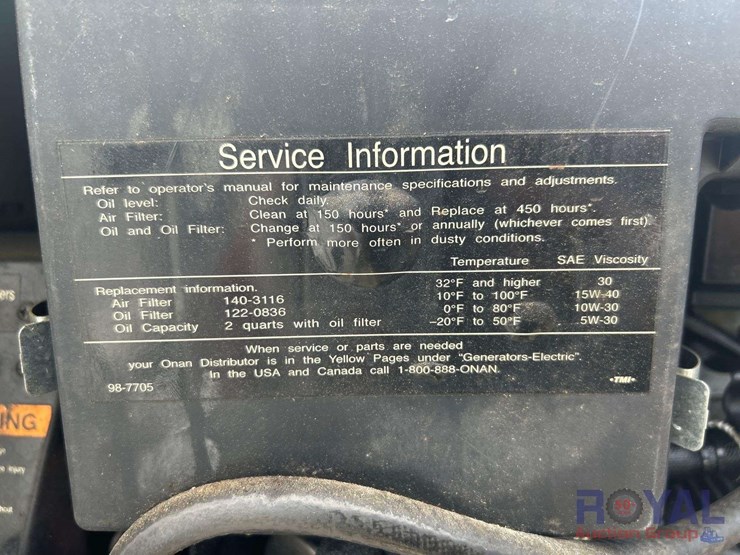 Service Information
Refer to operator's manual for maintenance specifications and adjustments.
Oil level: Check daily.
Air Filter: Clean at 150 hours* and Replace at 450 hours*.
Oil and Oil Filter: Change at 150 hours* or annually (whichever comes first)
* Perform more often in dusty conditions.
Temperature SAE Viscosity
Replacement information. 32°F and higher 30
Air Filter 140-3116 10°F to 100°F 15W-40
Oil Filter 122-0836 0°F to 80°F 10W-30
Oil Capacity 2 quarts with oil filter -20°F to 50°F 5W-30
When service or parts are needed
your Onan Distributor is in the Yellow Pages under "Generators-Electric".
In the USA and Canada call 1-800-888-ONAN.
98-7705 •TMI•
ers
ING
injury
ROYAL
Auction Group